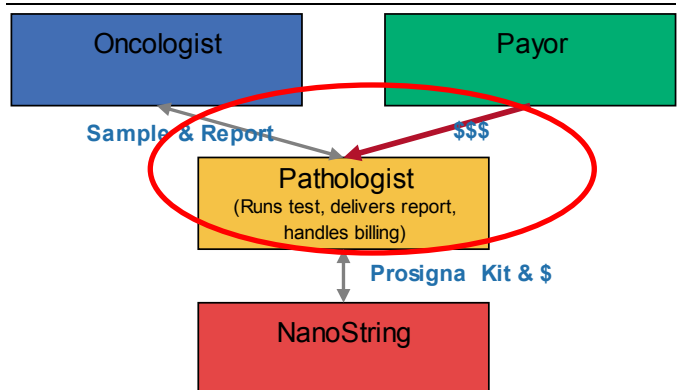 Oncologist
Payor
Sample & Report
$$$
Pathologist
(Runs test, delivers report,
handles billing)
Prosigna Kit & $
NanoString